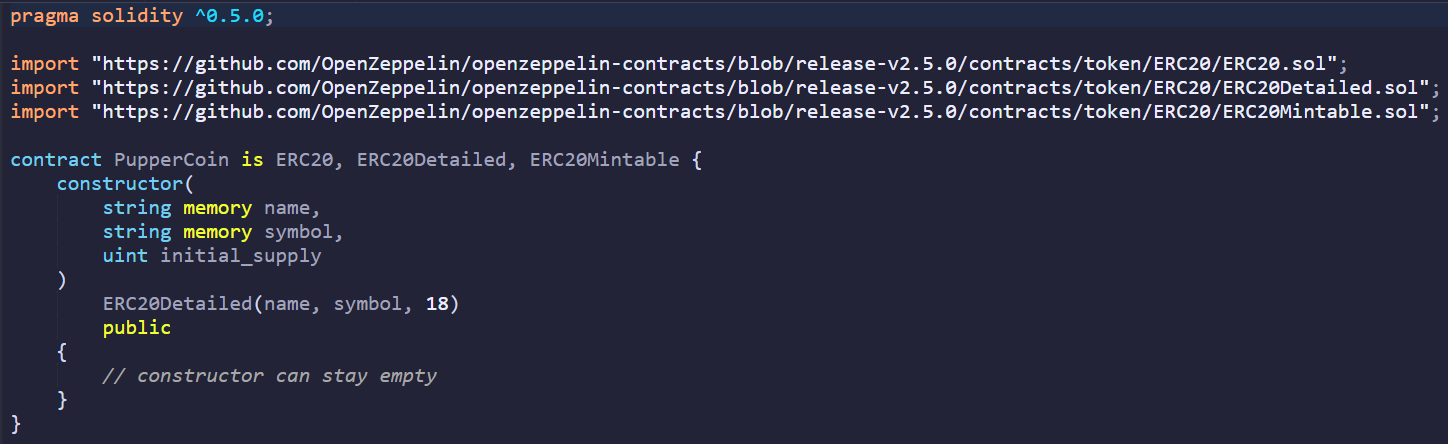 pragma solidity ^0.5.0;
import "https://github.com/OpenZeppelin/openzeppelin-contracts/blob/release-v2.5.0/contracts/token/ERC20/ERC20.sol";
import "https://github.com/OpenZeppelin/openzeppelin-contracts/blob/release-v2.5.0/contracts/token/ERC20/ERC20Detailed.sol";
import "https://github.com/OpenZeppelin/openzeppelin-contracts/blob/release-v2.5.0/contracts/token/ERC20/ERC20Mintable.sol";
contract PupperCoin is ERC20, ERC20Detailed, ERC20Mintable {
    constructor(
        string memory name,
        string memory symbol,
        uint initial_supply
    )
        ERC20Detailed(name, symbol, 18)
        public
    {
        // constructor can stay empty
    }
}